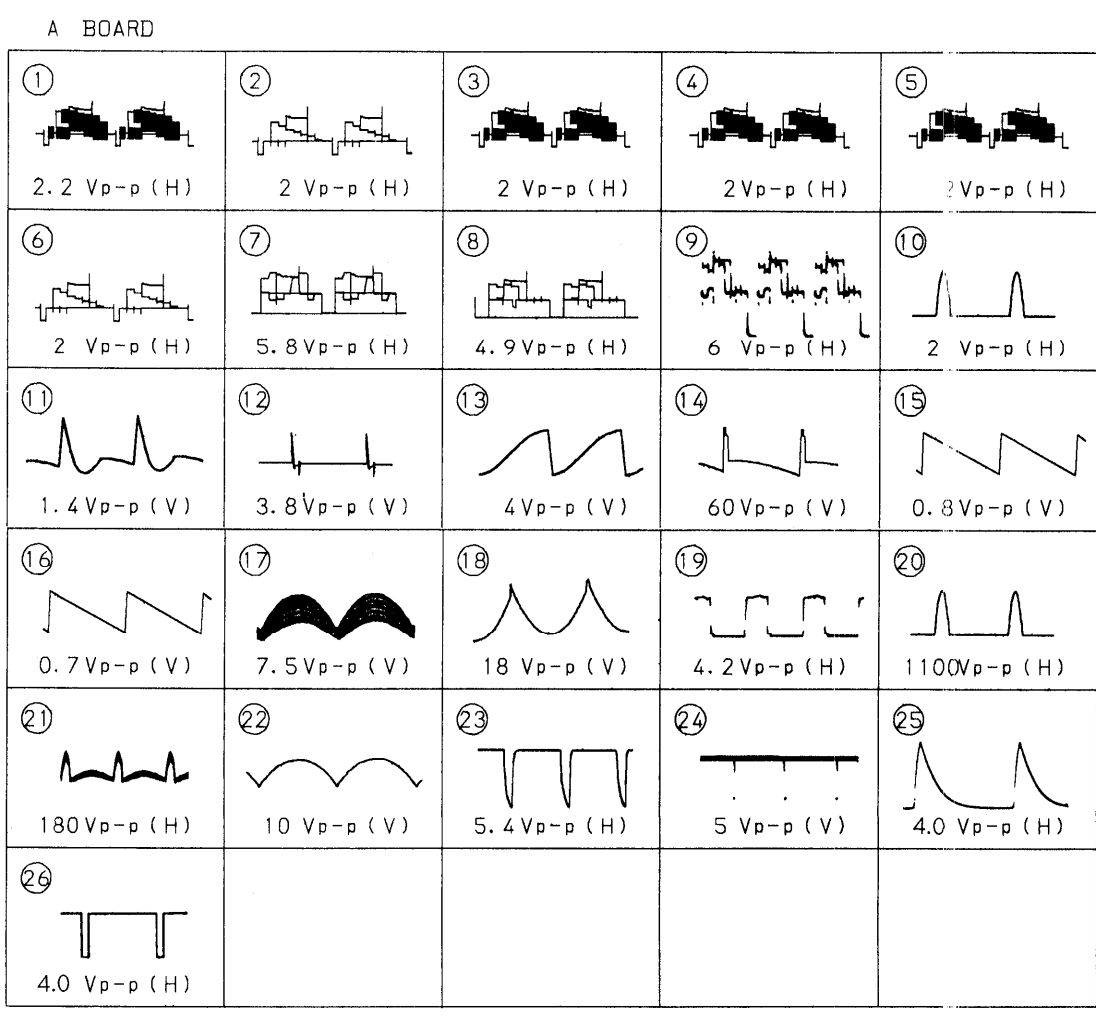 A BOARD
① ② ③ ④ ⑤
2.2 Vp-p (H) 2 Vp-p (H) 2 Vp-p (H) 2Vp-p (H) 2Vp-p (H)
⑥ ⑦ ⑧ ⑨ ⑩
2 Vp-p (H) 5.8Vp-p (H) 4.9Vp-p (H) 6 Vp-p (H) 2 Vp-p (H)
⑪ ⑫ ⑬ ⑭ ⑮
1.4Vp-p (V) 3.8Vp-p (V) 4Vp-p (V) 60Vp-p (V) 0.8Vp-p (V)
⑯ ⑰ ⑱ ⑲ ⑳
0.7Vp-p (V) 7.5Vp-p (V) 18 Vp-p (V) 4.2Vp-p (H) 1100Vp-p (H)
㉑ ㉒ ㉓ ㉔ ㉕
180Vp-p (H) 10 Vp-p (V) 5.4Vp-p (H) 5 Vp-p (V) 4.0 Vp-p (H)
㉖
4.0 Vp-p (H)